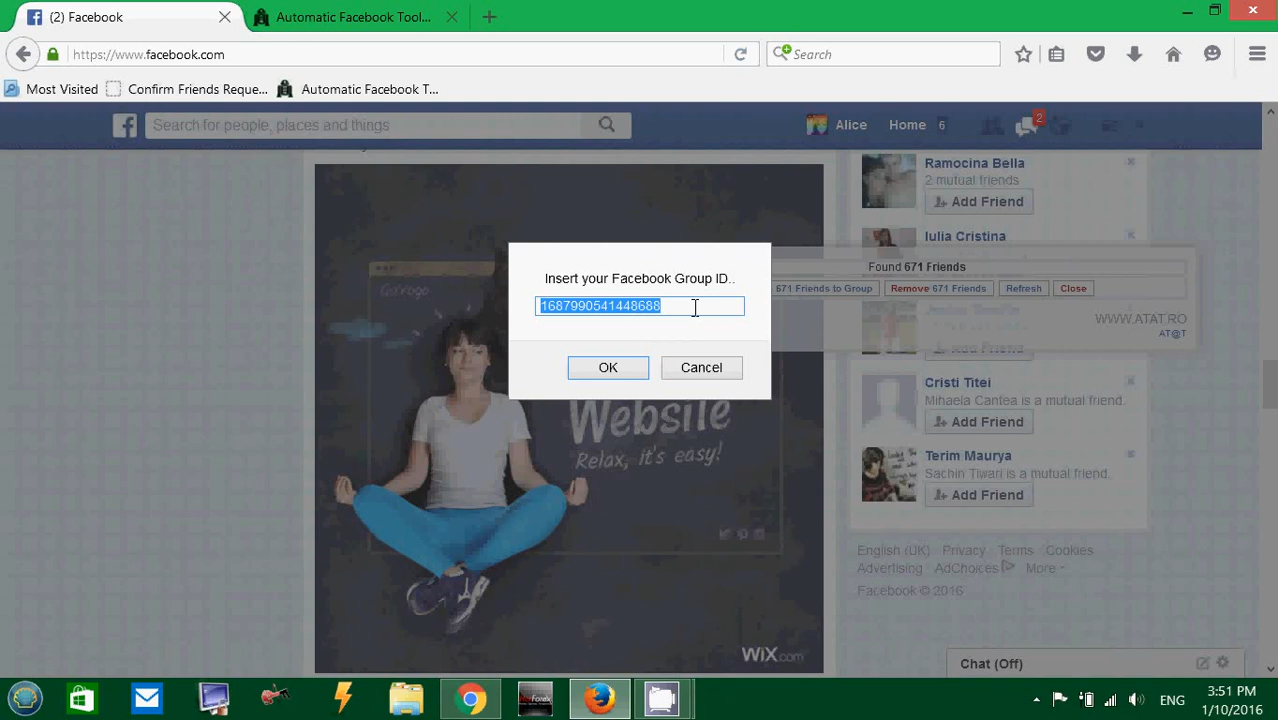 (2) Facebook
Automatic Facebook Tool...
https://www.facebook.com
Search
Most Visited
Confirm Friends Reque...
Automatic Facebook T...
Search for people, places and things
Alice
Home 6
2
Ramocina Bella
2 mutual friends
Add Friend
Iulia Cristina
Found 671 Friends
671 Friends to Group
Remove 671 Friends
Refresh
Close
WWW.ATAT.RO
AT@T
Add Friend
Insert your Facebook Group ID..
1687990541448688
OK
Cancel
Cristi Titei
Mihaela Cantea is a mutual friend.
Add Friend
Terim Maurya
Sachin Tiwari is a mutual friend.
Add Friend
Website
Relax, it's easy!
WiX.com
English (UK) Privacy Terms Cookies
Advertising AdChoices More
Facebook © 2016
Chat (Off)
ENG
3:51 PM
1/10/2016